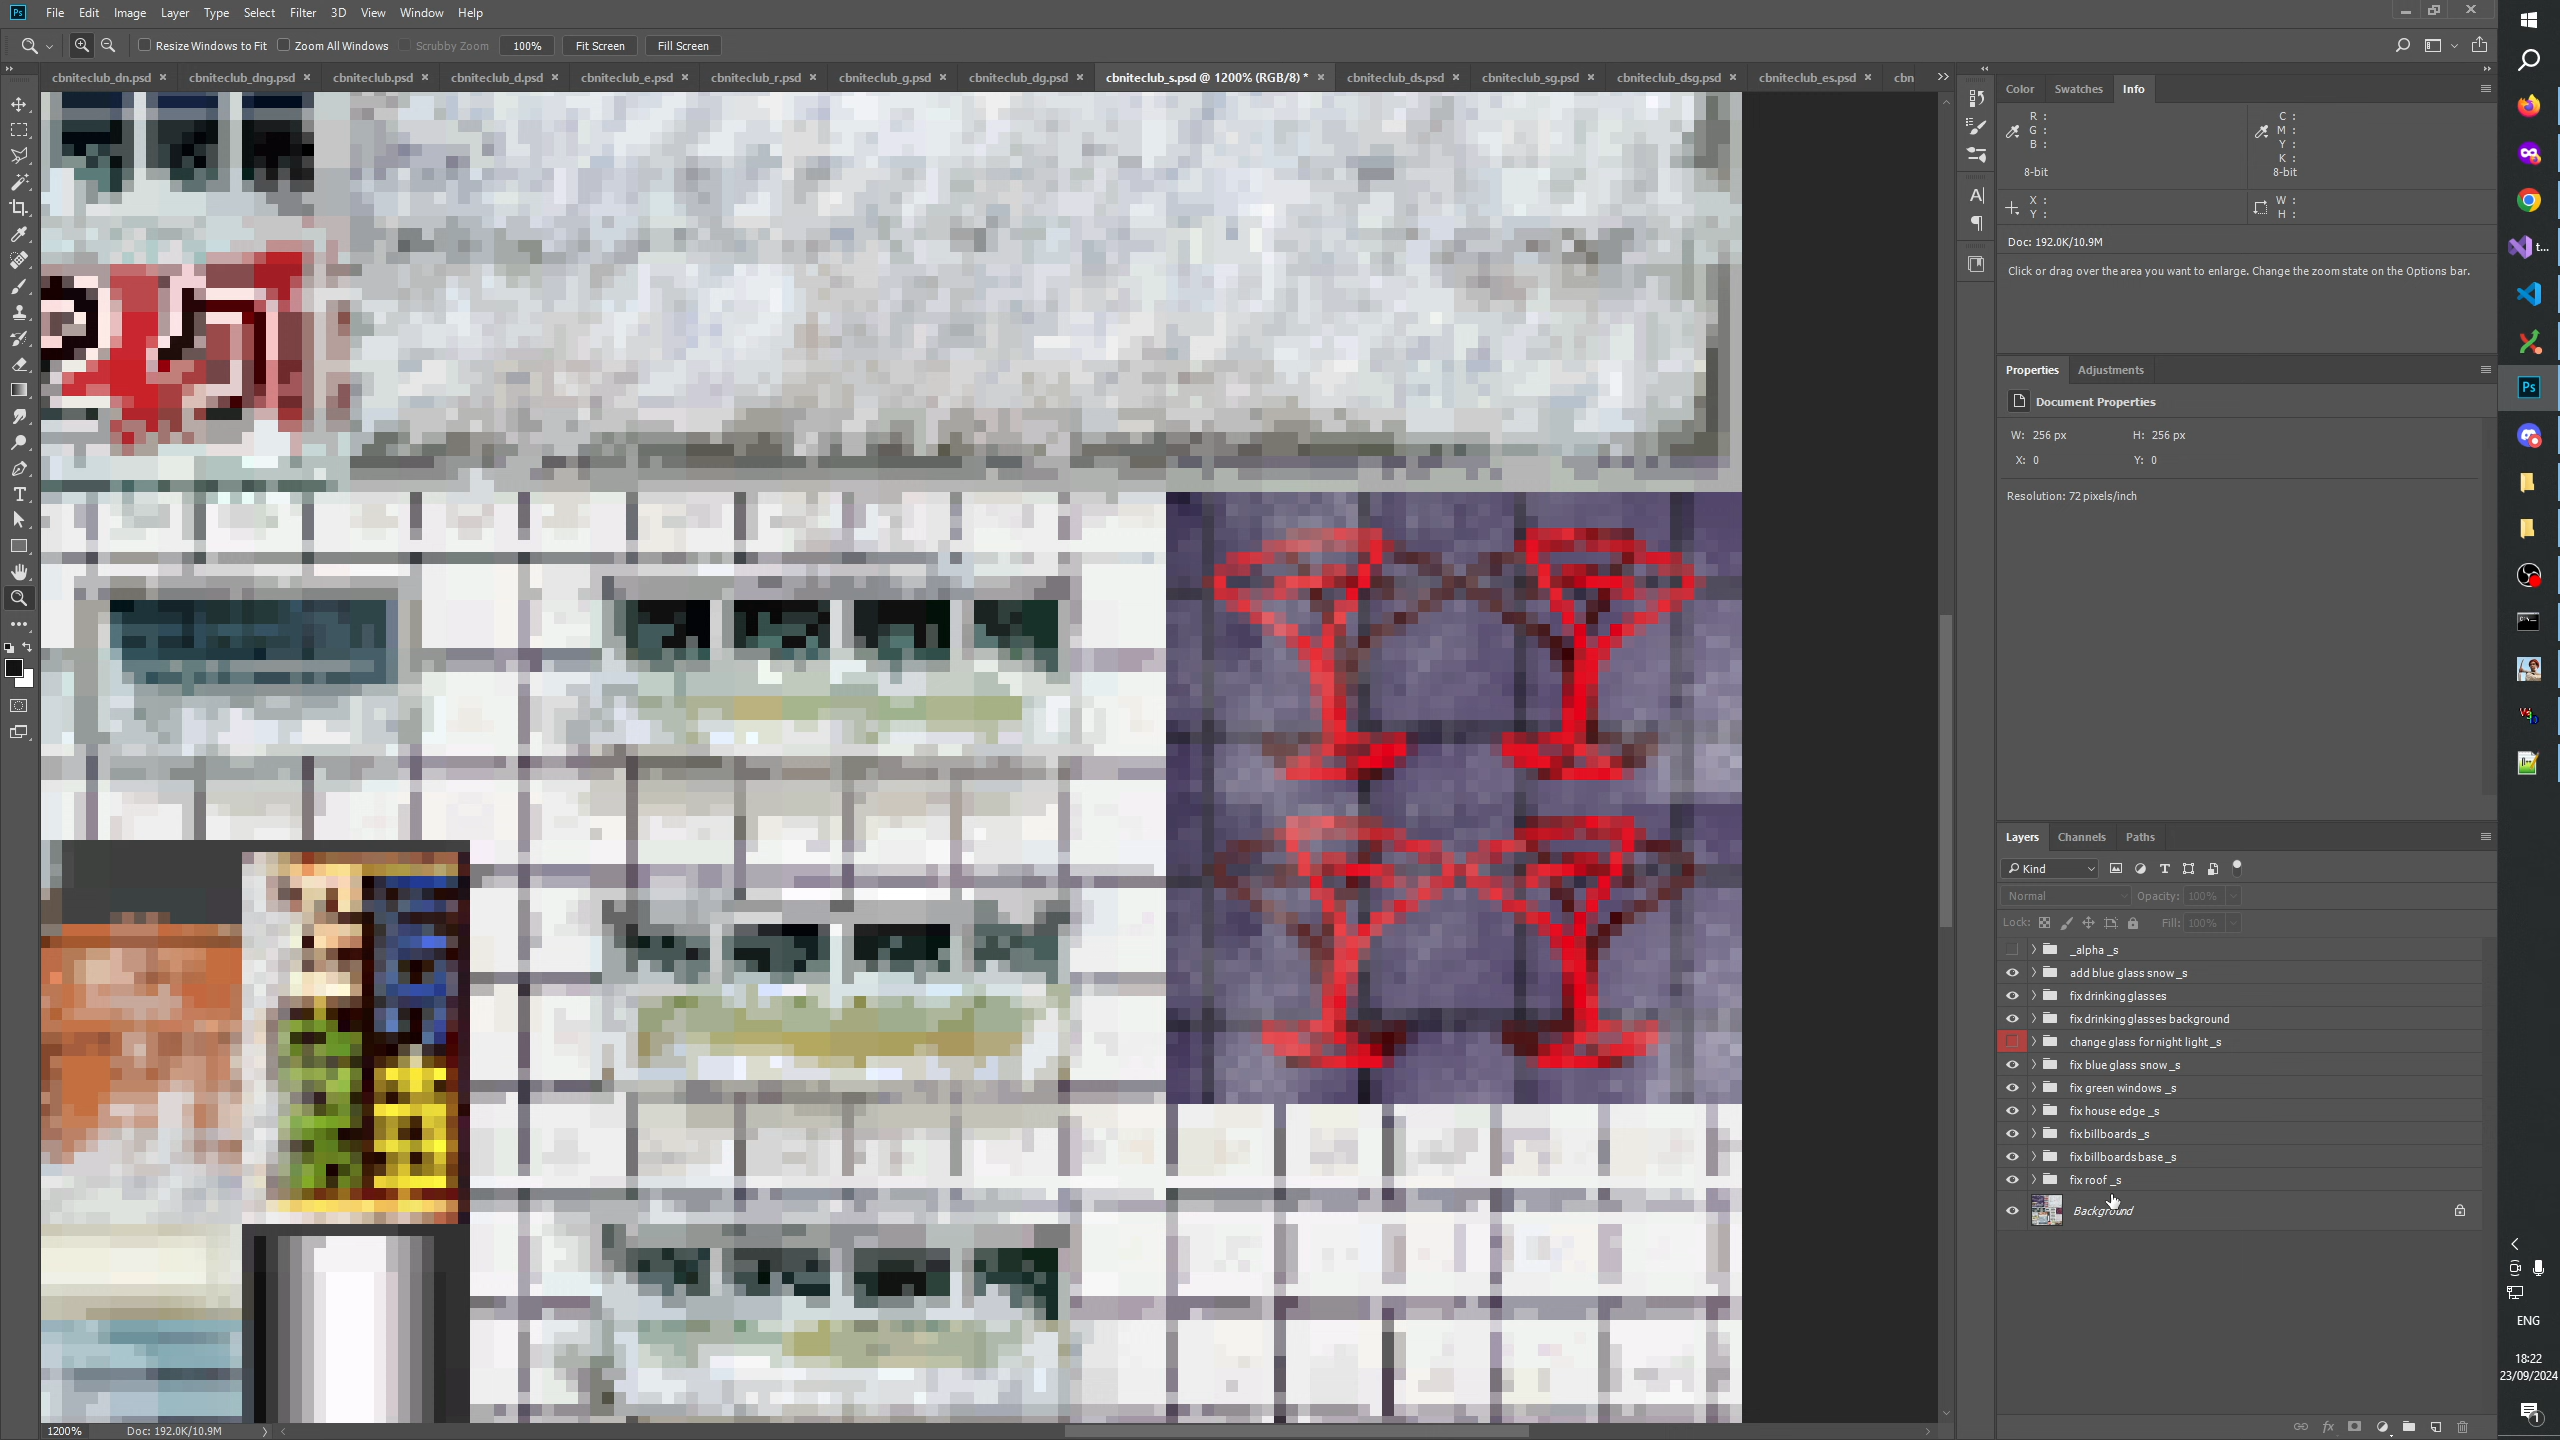 Ps File Edit Image Layer Type Select Filter 3D View Window Help
Resize Windows to Fit Zoom All Windows Scrubby Zoom 100% Fit Screen Fill Screen
cbniteclub_dn.psd × cbniteclub_dng.psd × cbniteclub.psd × cbniteclub_d.psd × cbniteclub_e.psd × cbniteclub_r.psd × cbniteclub_g.psd × cbniteclub_dg.psd × cbniteclub_s.psd @ 1200% (RGB/8) * × cbniteclub_ds.psd × cbniteclub_sg.psd × cbniteclub_dsg.psd × cbniteclub_es.psd × cbn
Color Swatches Info
R :
G :
B :
8-bit
C :
M :
Y :
K :
8-bit
X :
Y :
W :
H :
Doc: 192.0K/10.9M
Click or drag over the area you want to enlarge. Change the zoom state on the Options bar.
Properties Adjustments
Document Properties
W: 256 px H: 256 px
X: 0 Y: 0
Resolution: 72 pixels/inch
Layers Channels Paths
Kind
Normal Opacity: 100%
Lock: Fill: 100%
_alpha _s
add blue glass snow _s
fix drinking glasses
fix drinking glasses background
change glass for night light _s
fix blue glass snow _s
fix green windows _s
fix house edge _s
fix billboards _s
fix billboards base _s
fix roof _s
Background
1200% Doc: 192.0K/10.9M
t...
Ps
ENG
18:22
23/09/2024
1